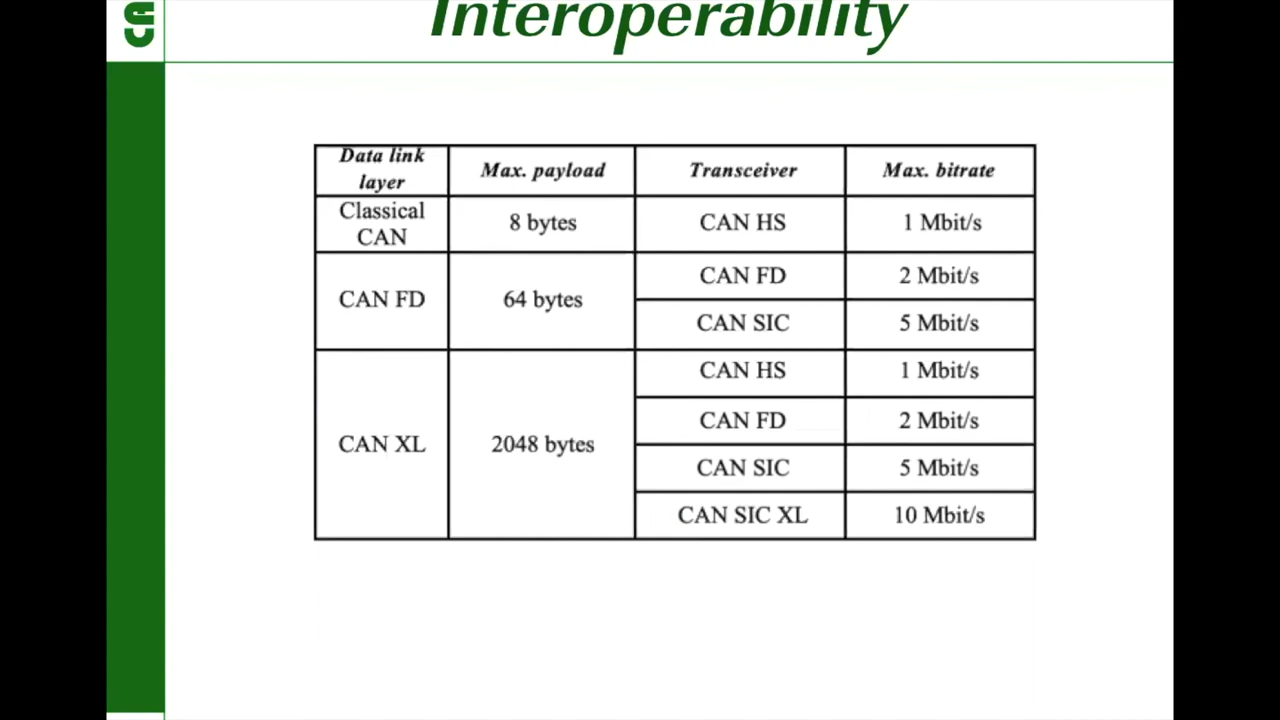 Interoperability
Data link layer Max. payload Transceiver Max. bitrate
Classical CAN 8 bytes CAN HS 1 Mbit/s
CAN FD 64 bytes CAN FD 2 Mbit/s
CAN SIC 5 Mbit/s
CAN XL 2048 bytes CAN HS 1 Mbit/s
CAN FD 2 Mbit/s
CAN SIC 5 Mbit/s
CAN SIC XL 10 Mbit/s